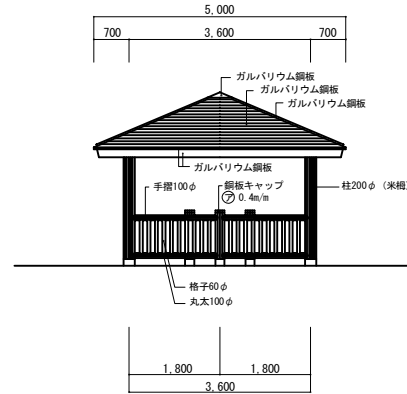 5,000
700 3,600 700
ガルバリウム鋼板
ガルバリウム鋼板
ガルバリウム鋼板
ガルバリウム鋼板
手摺100φ
銅板キャップ
ア 0.4m/m
柱200φ (米栂)
格子60φ
丸太100φ
1,800 1,800
3,600